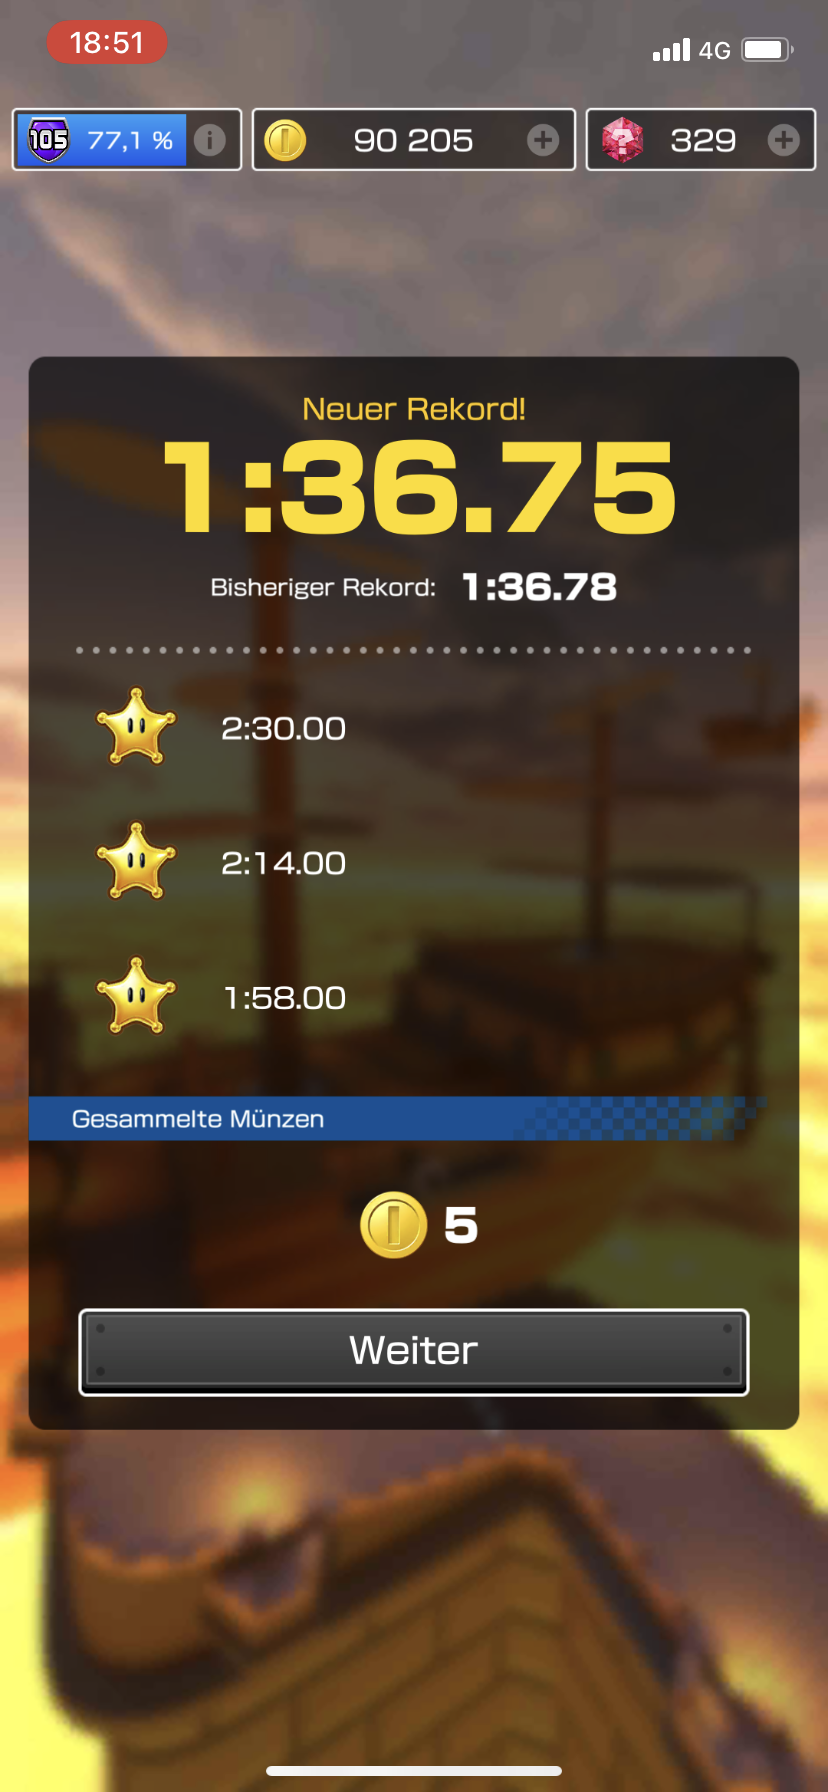 18:51
4G
105 77,1 % i
90 205 +
? 329 +
Neuer Rekord!
1:36.75
Bisheriger Rekord: 1:36.78
2:30.00
2:14.00
1:58.00
Gesammelte Münzen
5
Weiter